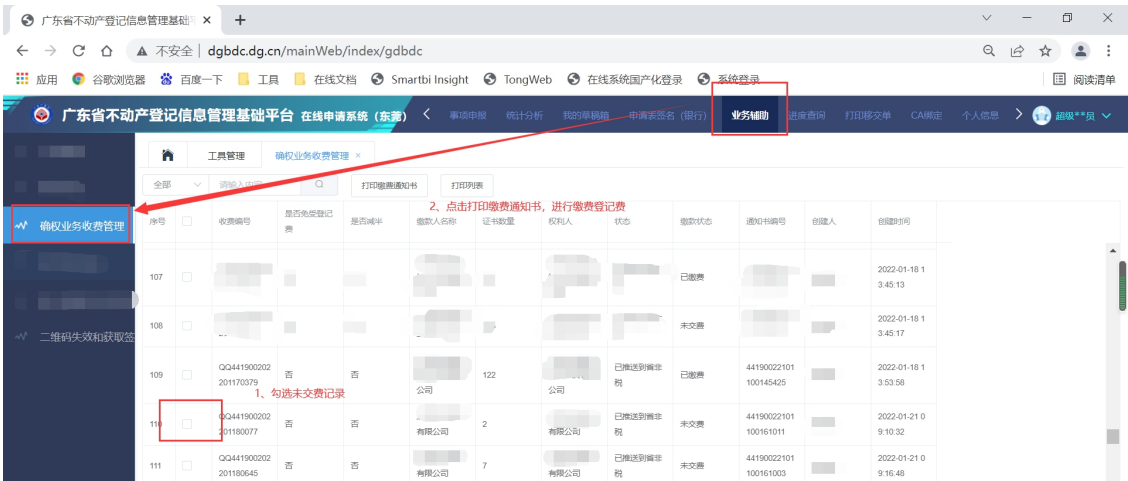 广东省不动产登记信息管理基础平
不安全 | dgbdc.dg.cn/mainWeb/index/gdbdc
应用 谷歌浏览器 百度一下 工具 在线文档 Smartbi Insight TongWeb 在线系统国产化登录 系统登录 阅读清单
广东省不动产登记信息管理基础平台 在线申请系统 (东莞) 事项申报 统计分析 我的草稿箱 申请表签名 (银行) 业务辅助 进度查询 打印移交单 CA绑定 个人信息 超级**员
工具管理 确权业务收费管理 ×
全部 请输入内容 打印缴费通知书 打印列表
2、点击打印缴费通知书,进行缴费登记费
确权业务收费管理
序号 收费编号 是否免受登记 是否减半 缴款人名称 证书数量 权利人 状态 缴款状态 通知书编号 创建人 创建时间
费
107 已缴费 2022-01-18 1
3:45:13
108 未交费 2022-01-18 1
3:45:17
二维码失效和获取签
109 QQ441900202 否 否 122 已推送到省非 已缴费 44190022101 2022-01-18 1
201170379 公司 公司 税 100145425 3:53:58
1、勾选未交费记录
110 QQ441900202 否 否 2 已推送到省非 未交费 44190022101 2022-01-21 0
201180077 有限公司 有限公司 税 100161011 9:10:32
111 QQ441900202 否 否 7 已推送到省非 未交费 44190022101 2022-01-21 0
201180645 有限公司 有限公司 税 100161003 9:16:48